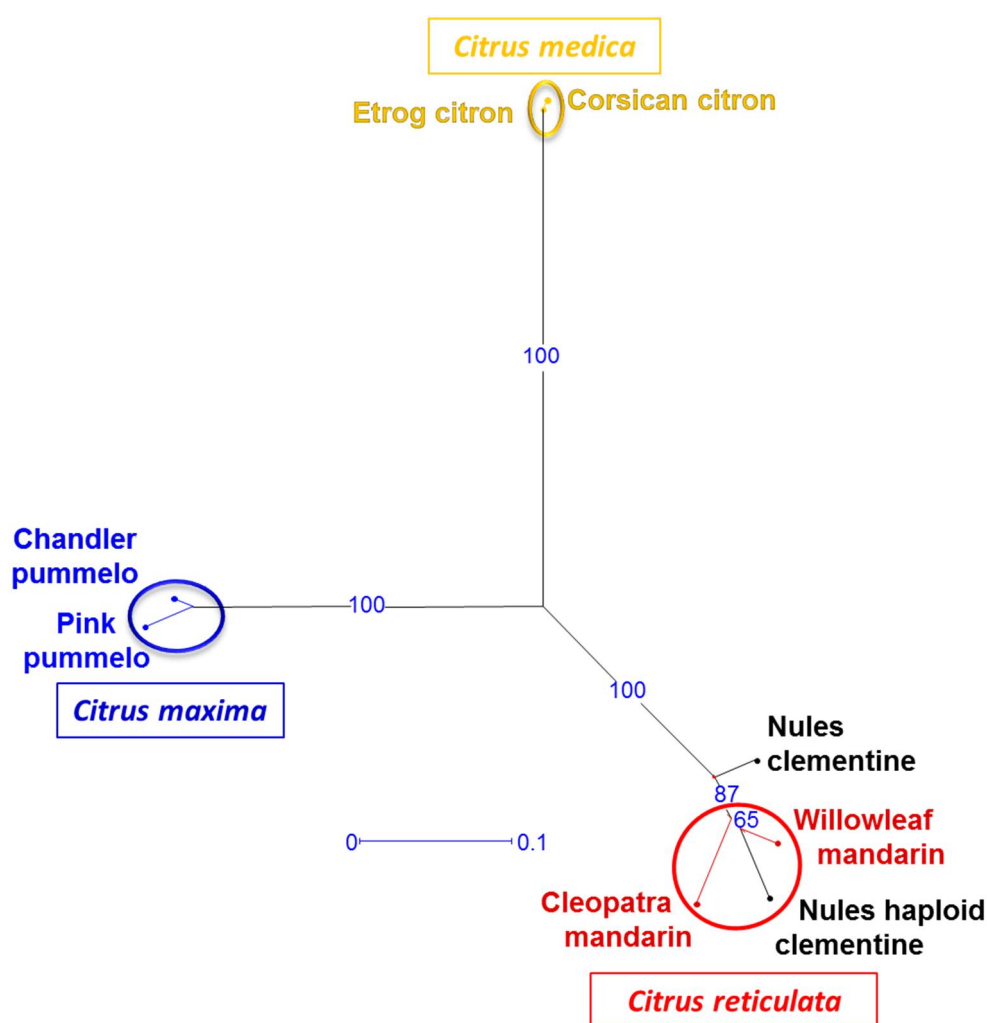 Citrus medica
Etrog citron
Corsican citron
100
Chandler
pummelo
100
Pink
pummelo
Citrus maxima
100
Nules
clementine
87
65
Willowleaf
mandarin
0
0.1
Cleopatra
mandarin
Nules haploid
clementine
Citrus reticulata